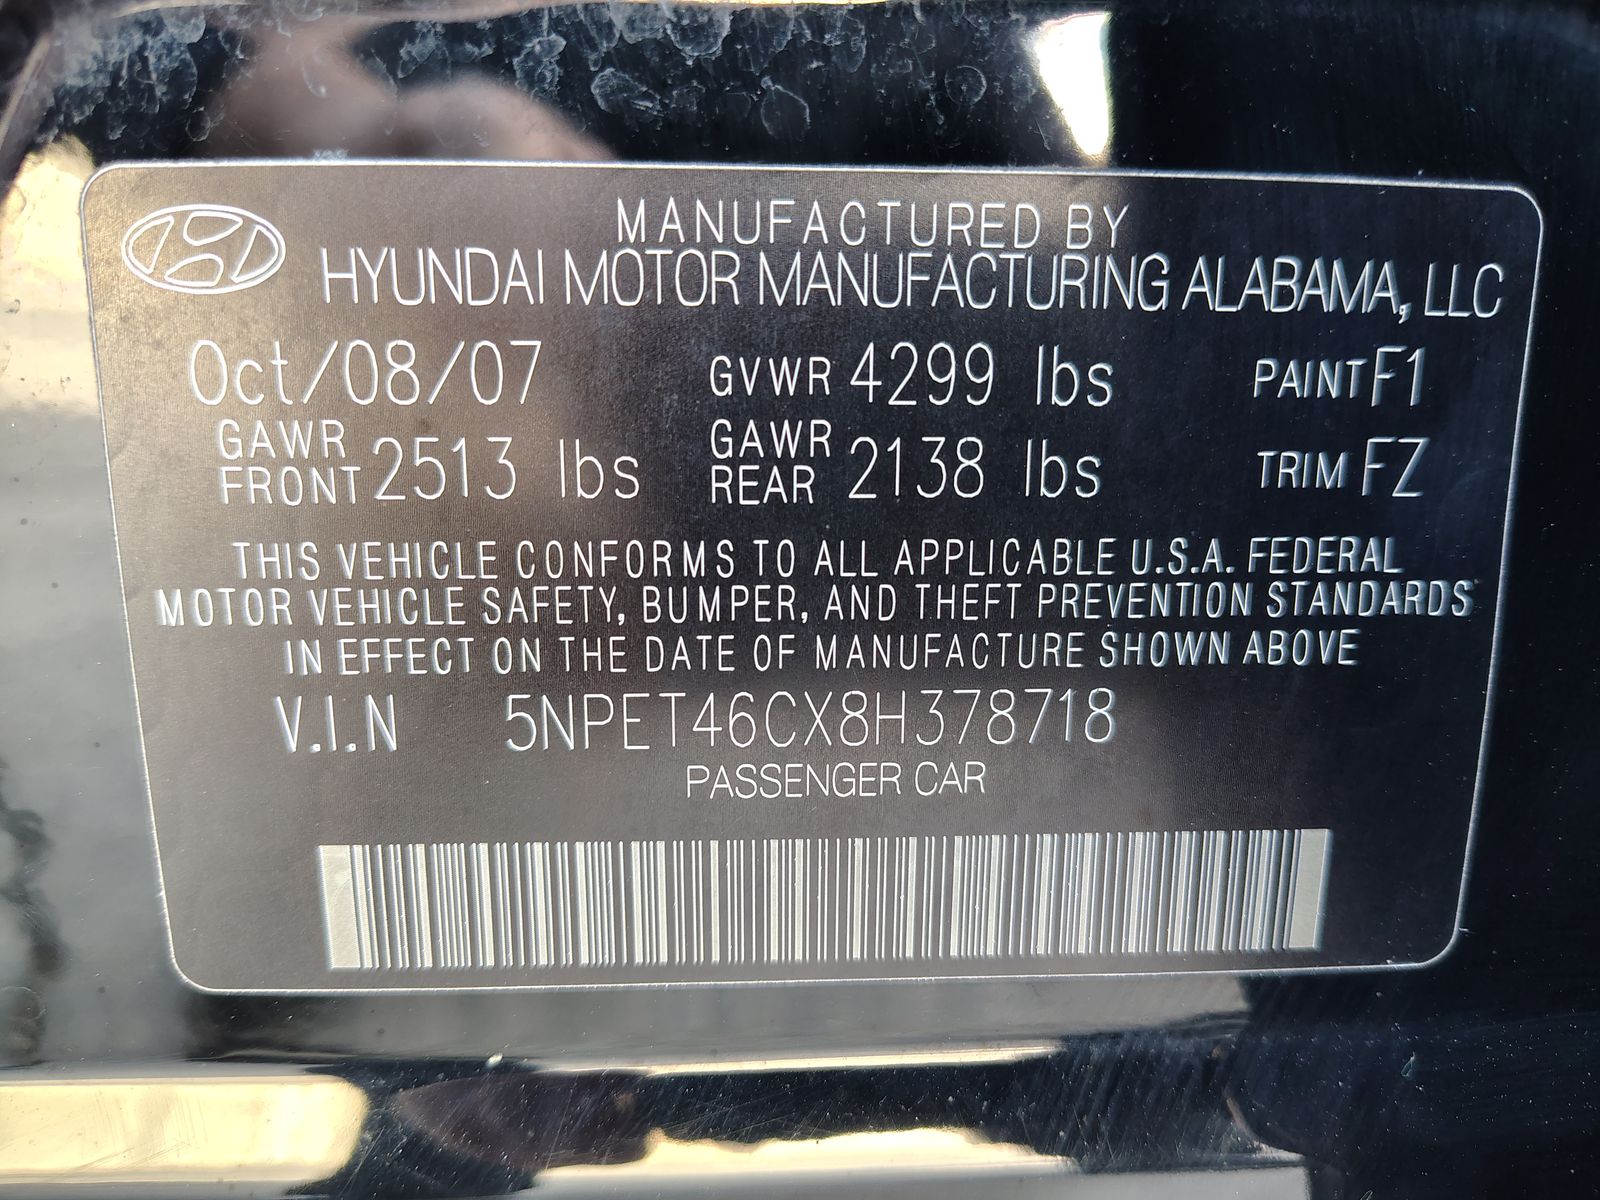 MANUFACTURED BY
HYUNDAI MOTOR MANUFACTURING ALABAMA, LLC
Oct/08/07 GVWR 4299 lbs PAINT F1
GAWR FRONT 2513 lbs GAWR REAR 2138 lbs TRIM FZ
THIS VEHICLE CONFORMS TO ALL APPLICABLE U.S.A. FEDERAL
MOTOR VEHICLE SAFETY, BUMPER, AND THEFT PREVENTION STANDARDS
IN EFFECT ON THE DATE OF MANUFACTURE SHOWN ABOVE
V.I.N 5NPET46CX8H378718
PASSENGER CAR